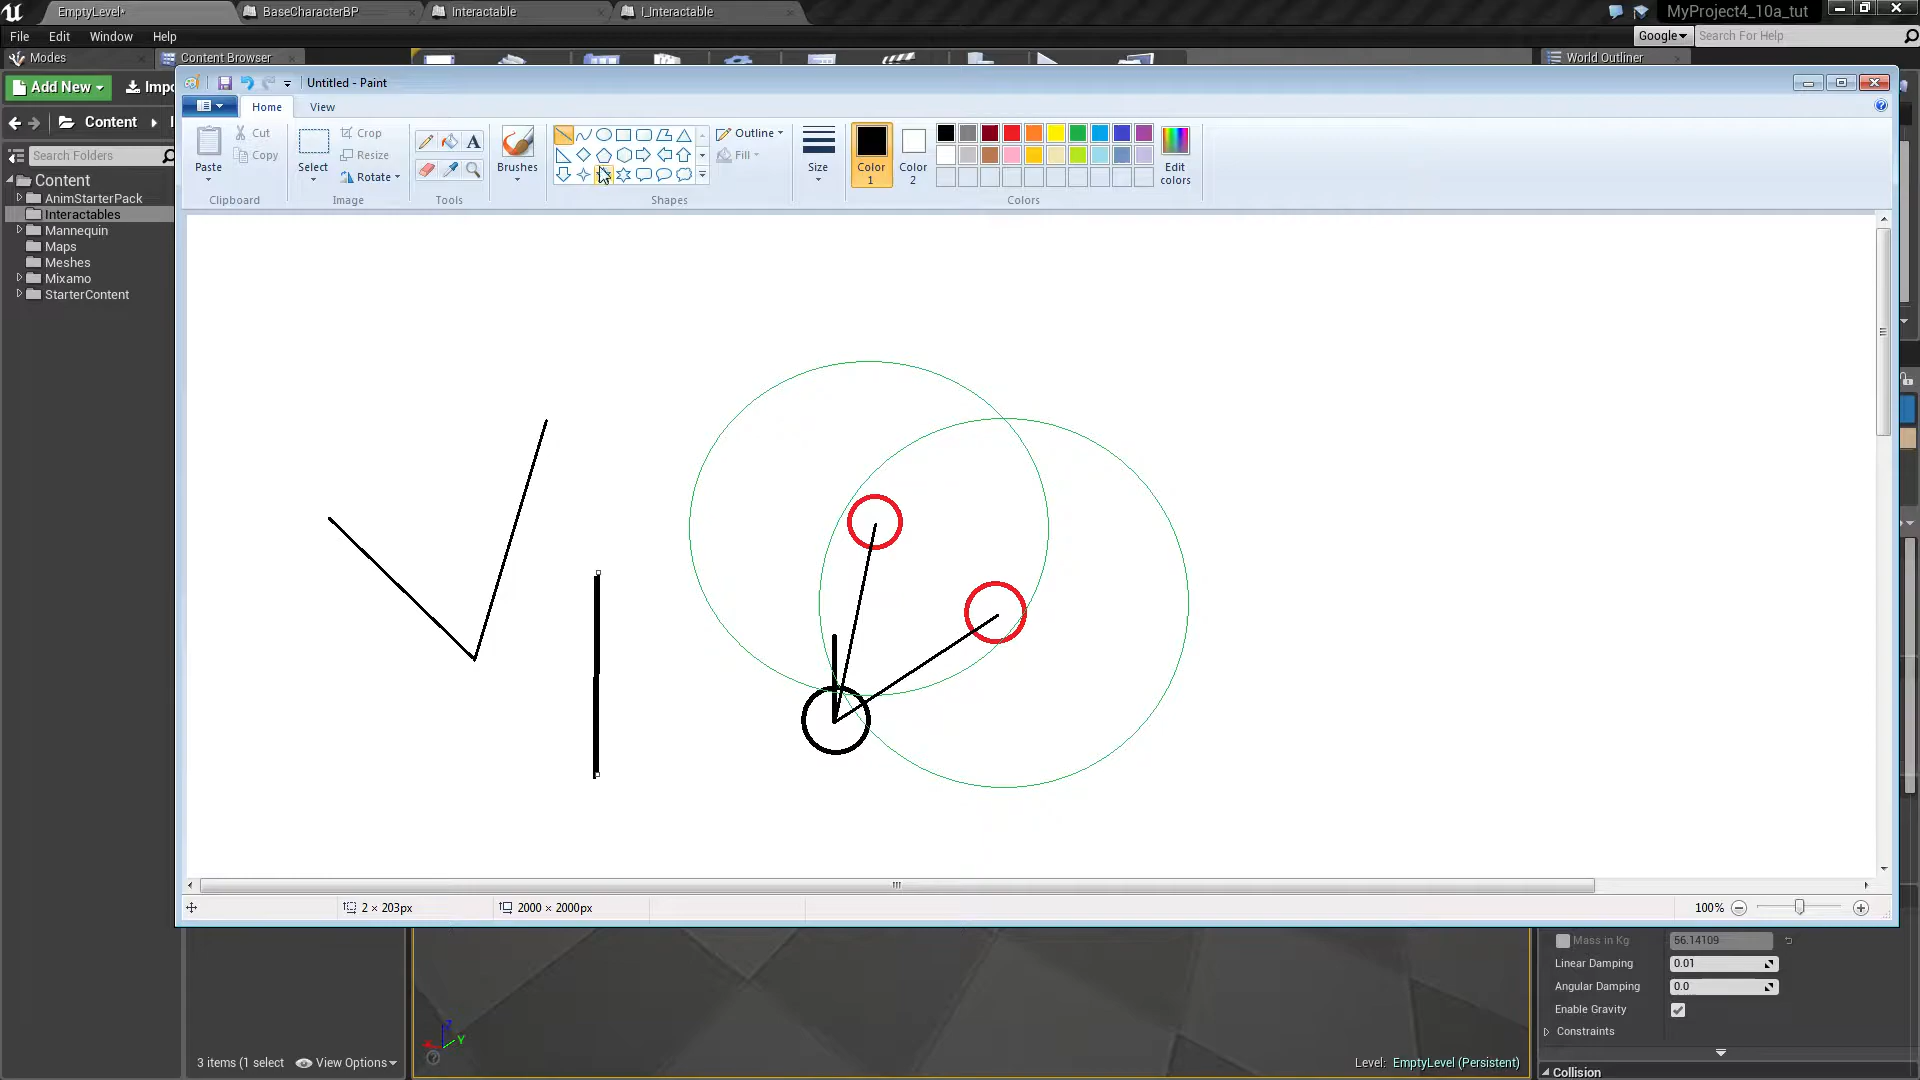 EmptyLevel*
BaseCharacterBP
Interactable
I_Interactable
MyProject4_10a_tut
File
Edit
Window
Help
Google
Search For Help
Modes
Content Browser
World Outliner
Add New
Impo
Untitled - Paint
Home
View
Content
Search Folders
Paste
Cut
Copy
Select
Crop
Resize
Rotate
A
Brushes
Outline
Fill
Size
Color 1
Color 2
Edit colors
Clipboard
Image
Tools
Shapes
Colors
Content
AnimStarterPack
Interactables
Mannequin
Maps
Meshes
Mixamo
StarterContent
2 × 203px
2000 × 2000px
100%
Mass in Kg
56.14109
Linear Damping
0.01
Angular Damping
0.0
Enable Gravity
Constraints
Z
Y
3 items (1 select
View Options
Level: EmptyLevel (Persistent)
Collision